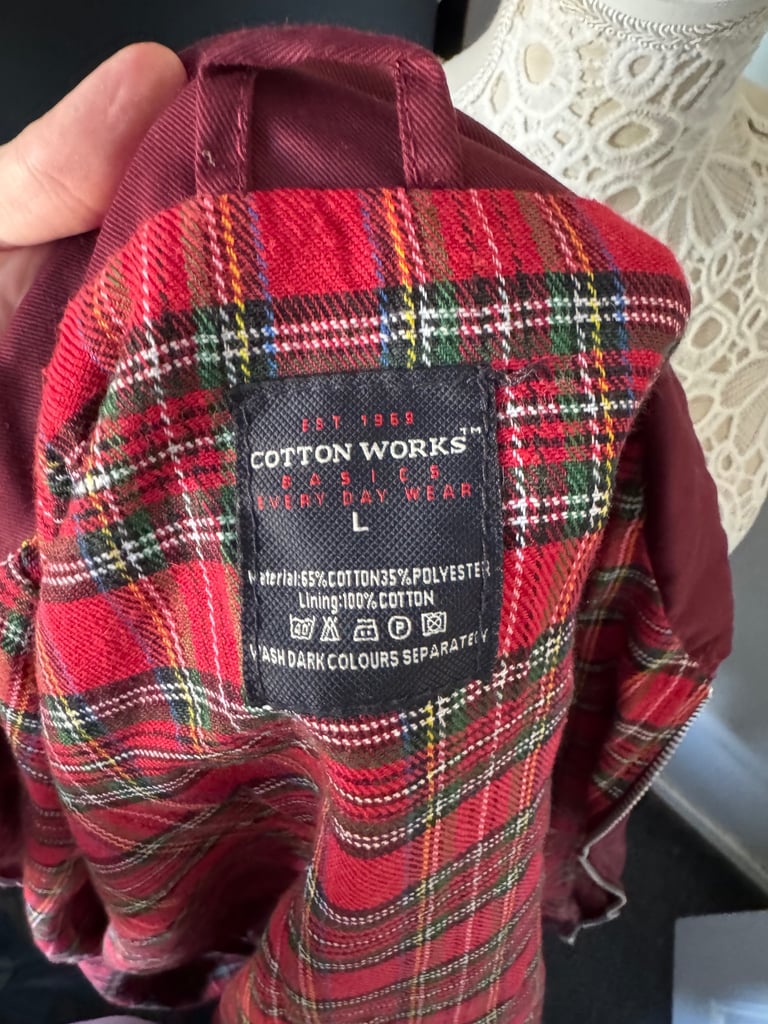 EST 1969
COTTON WORKS™
BASICS
EVERY DAY WEAR
L
Material:65%COTTON35%POLYESTER
Lining:100%COTTON
40 P
WASH DARK COLOURS SEPARATELY